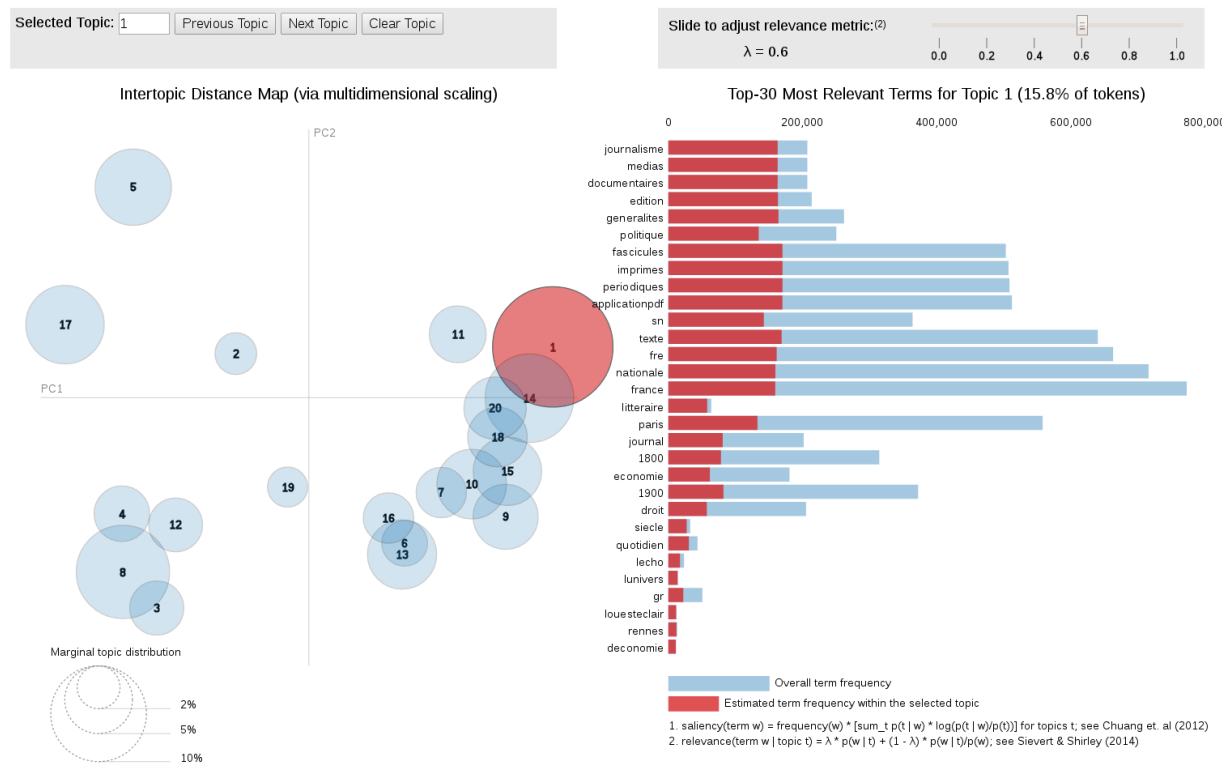 Selected Topic: 1 Previous Topic Next Topic Clear Topic
Slide to adjust relevance metric:(2)
λ = 0.6
0.0 0.2 0.4 0.6 0.8 1.0
Intertopic Distance Map (via multidimensional scaling)
PC2
PC1
5
17
2
11
1
14
20
18
15
10
7
9
19
16
6
13
4
12
8
3
Marginal topic distribution
2%
5%
10%
Top-30 Most Relevant Terms for Topic 1 (15.8% of tokens)
0 200,000 400,000 600,000 800,000
journalisme
medias
documentaires
edition
generalites
politique
fascicules
imprimes
periodiques
applicationpdf
sn
texte
fre
nationale
france
litteraire
paris
journal
1800
economie
1900
droit
siecle
quotidien
lecho
lunivers
gr
louesteclair
rennes
deconomie
Overall term frequency
Estimated term frequency within the selected topic
1. saliency(term w) = frequency(w) * [sum_t p(t | w) * log(p(t | w)/p(t))] for topics t; see Chuang et. al (2012)
2. relevance(term w | topic t) = λ * p(w | t) + (1 - λ) * p(w | t)/p(w); see Sievert & Shirley (2014)